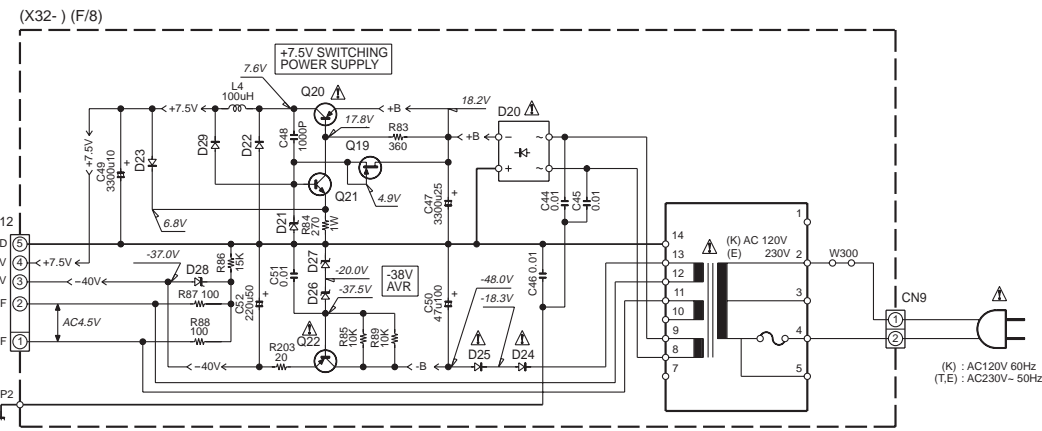 (X32- ) (F/8)
+7.5V SWITCHING
POWER SUPPLY
7.6V
L4
100uH
Q20
18.2V
D20
+7.5V
+B
17.8V
R83
360
+B
C48
1000P
Q19
D29
D22
D23
+7.5V
C49
3300u10
Q21
4.9V
C47
3300u25
C44
0.01
C45
0.01
6.8V
D21
R84
270
1W
12
D
5
V
4
+7.5V
V
3
-40V
F
2
F
1
-37.0V
D28
R86
15K
R87 100
R88
100
AC4.5V
C52
220u50
C51
0.01
D27
D26
-20.0V
-37.5V
-38V
AVR
C50
47u100
-48.0V
-18.3V
C46 0.01
Q22
R85
10K
R89
10K
R203
20
-40V
-B
D25
D24
P2
14
13
12
11
10
9
8
7
1
(K) AC 120V
(E) 230V
2
3
4
5
W300
CN9
1
2
(K) : AC120V 60Hz
(T,E) : AC230V~ 50Hz